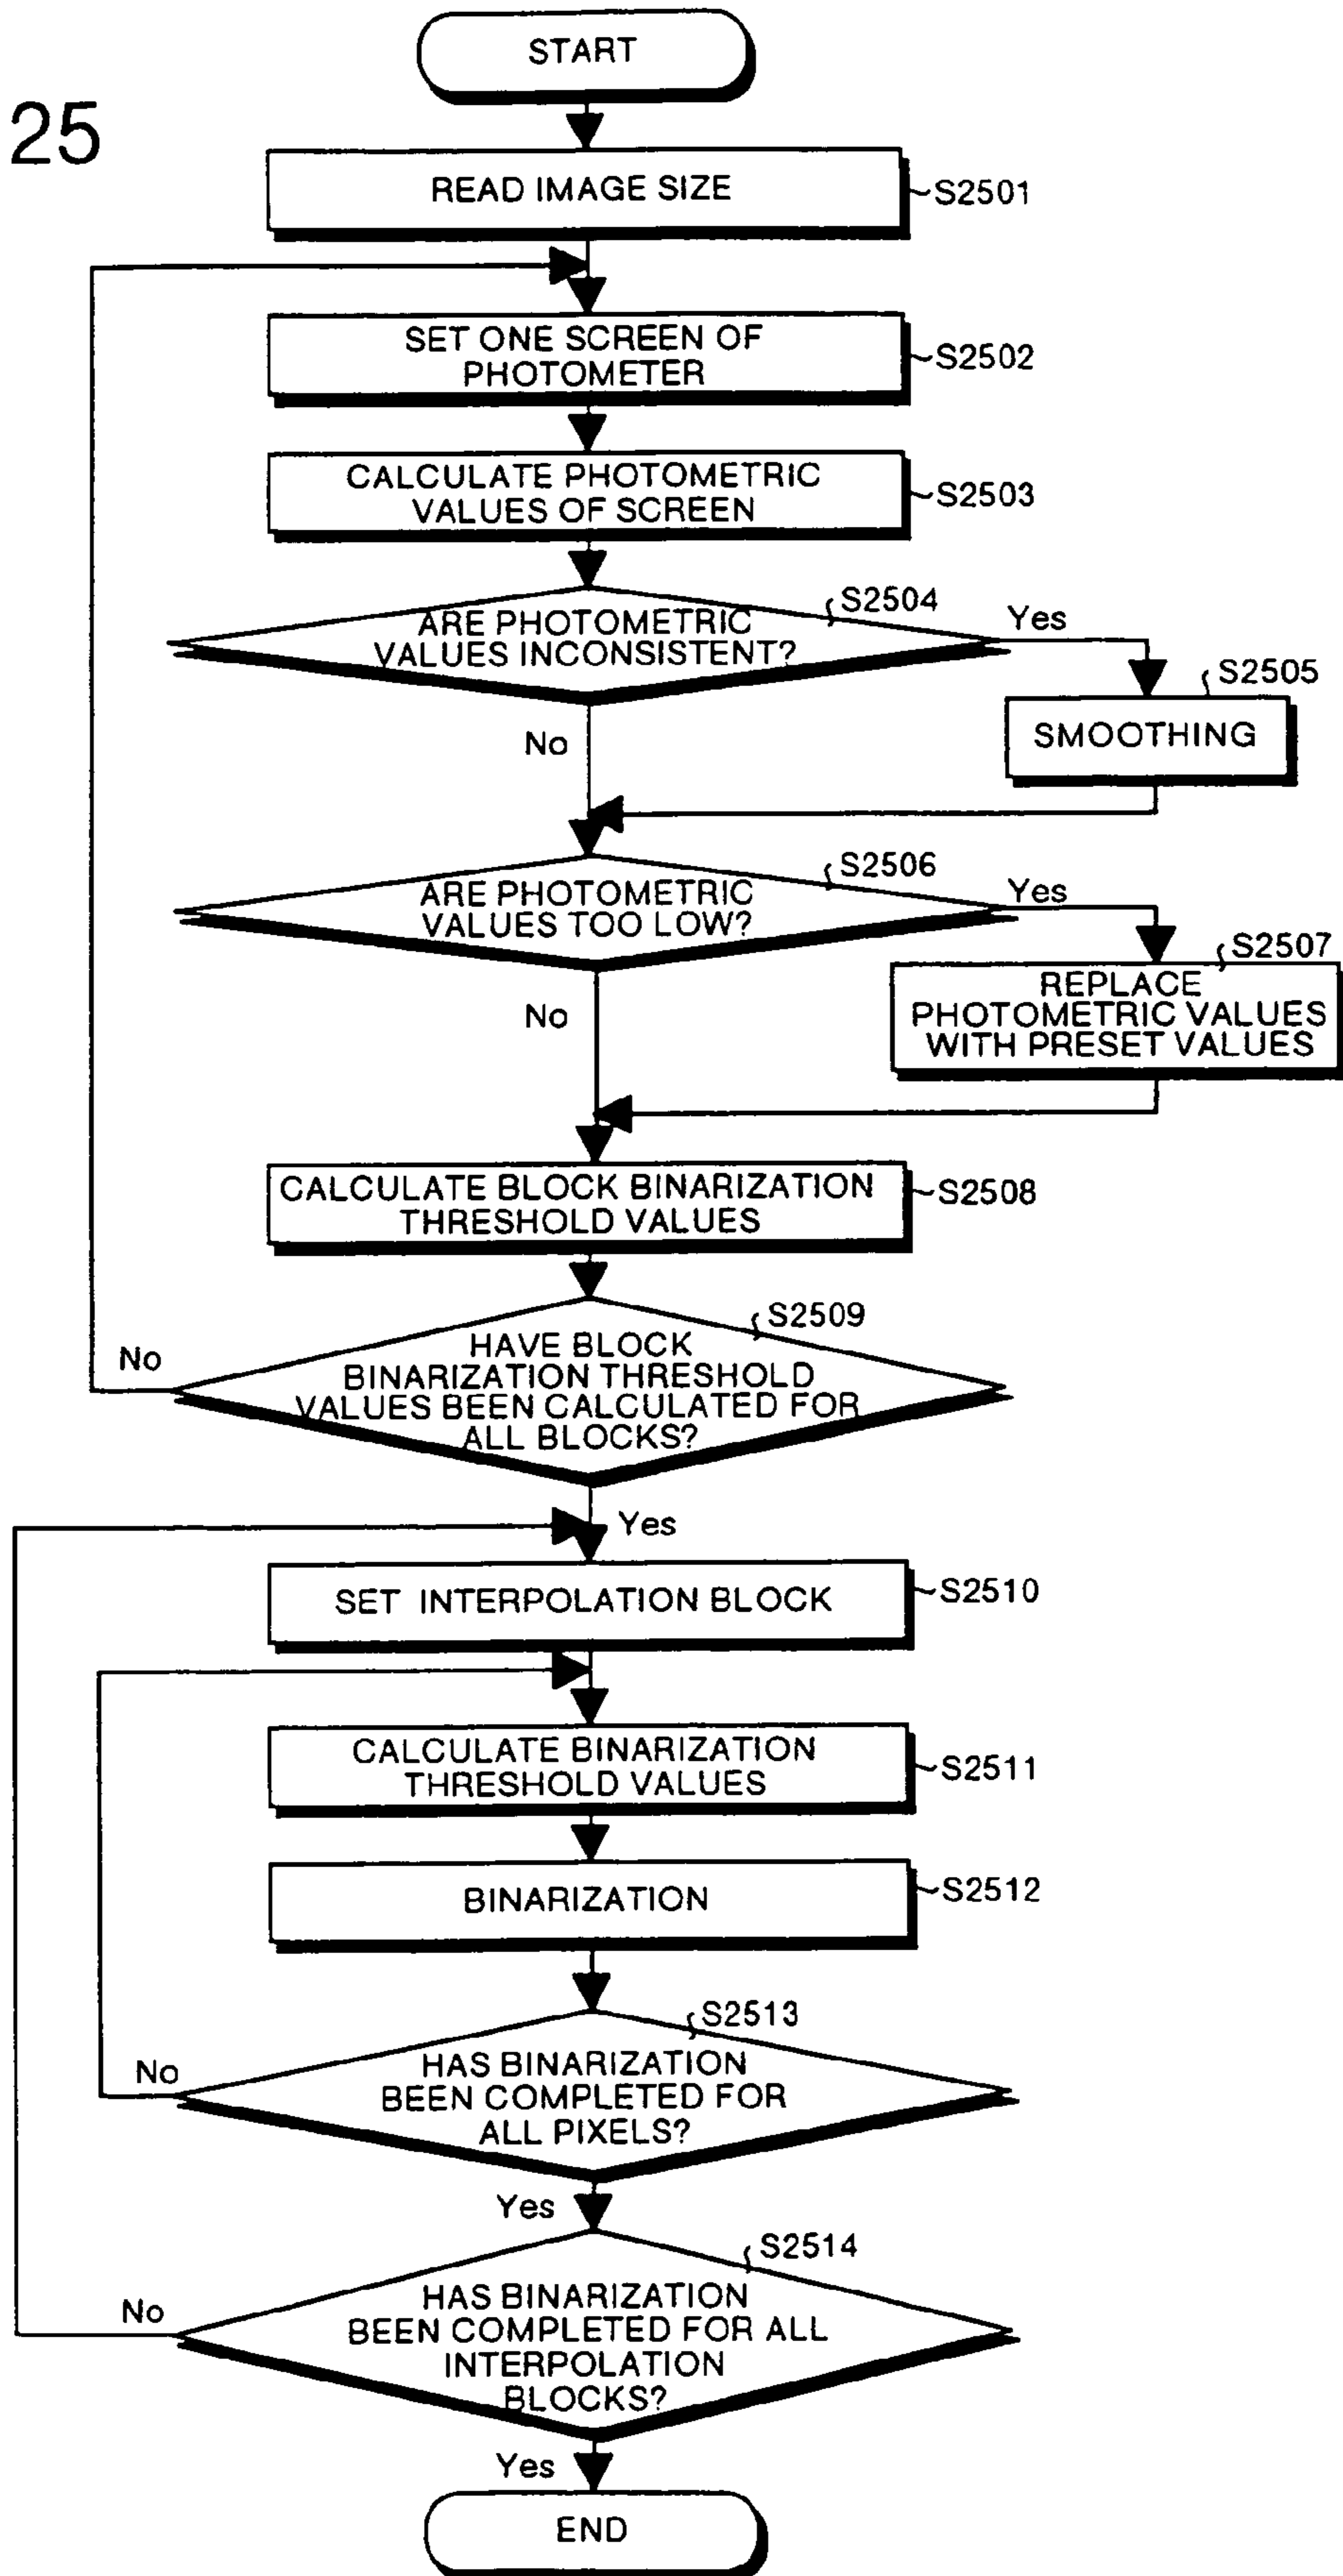 START
25
READ IMAGE SIZE
S2501
SET ONE SCREEN OF
PHOTOMETER
S2502
CALCULATE PHOTOMETRIC
VALUES OF SCREEN
S2503
S2504
ARE PHOTOMETRIC
VALUES INCONSISTENT?
Yes
S2505
SMOOTHING
No
S2506
ARE PHOTOMETRIC
VALUES TOO LOW?
Yes
S2507
REPLACE
PHOTOMETRIC VALUES
WITH PRESET VALUES
No
CALCULATE BLOCK BINARIZATION
THRESHOLD VALUES
S2508
S2509
HAVE BLOCK
BINARIZATION THRESHOLD
VALUES BEEN CALCULATED FOR
ALL BLOCKS?
No
Yes
SET INTERPOLATION BLOCK
S2510
CALCULATE BINARIZATION
THRESHOLD VALUES
S2511
BINARIZATION
S2512
S2513
HAS BINARIZATION
BEEN COMPLETED FOR
ALL PIXELS?
No
Yes
S2514
HAS BINARIZATION
BEEN COMPLETED FOR ALL
INTERPOLATION
BLOCKS?
No
Yes
END